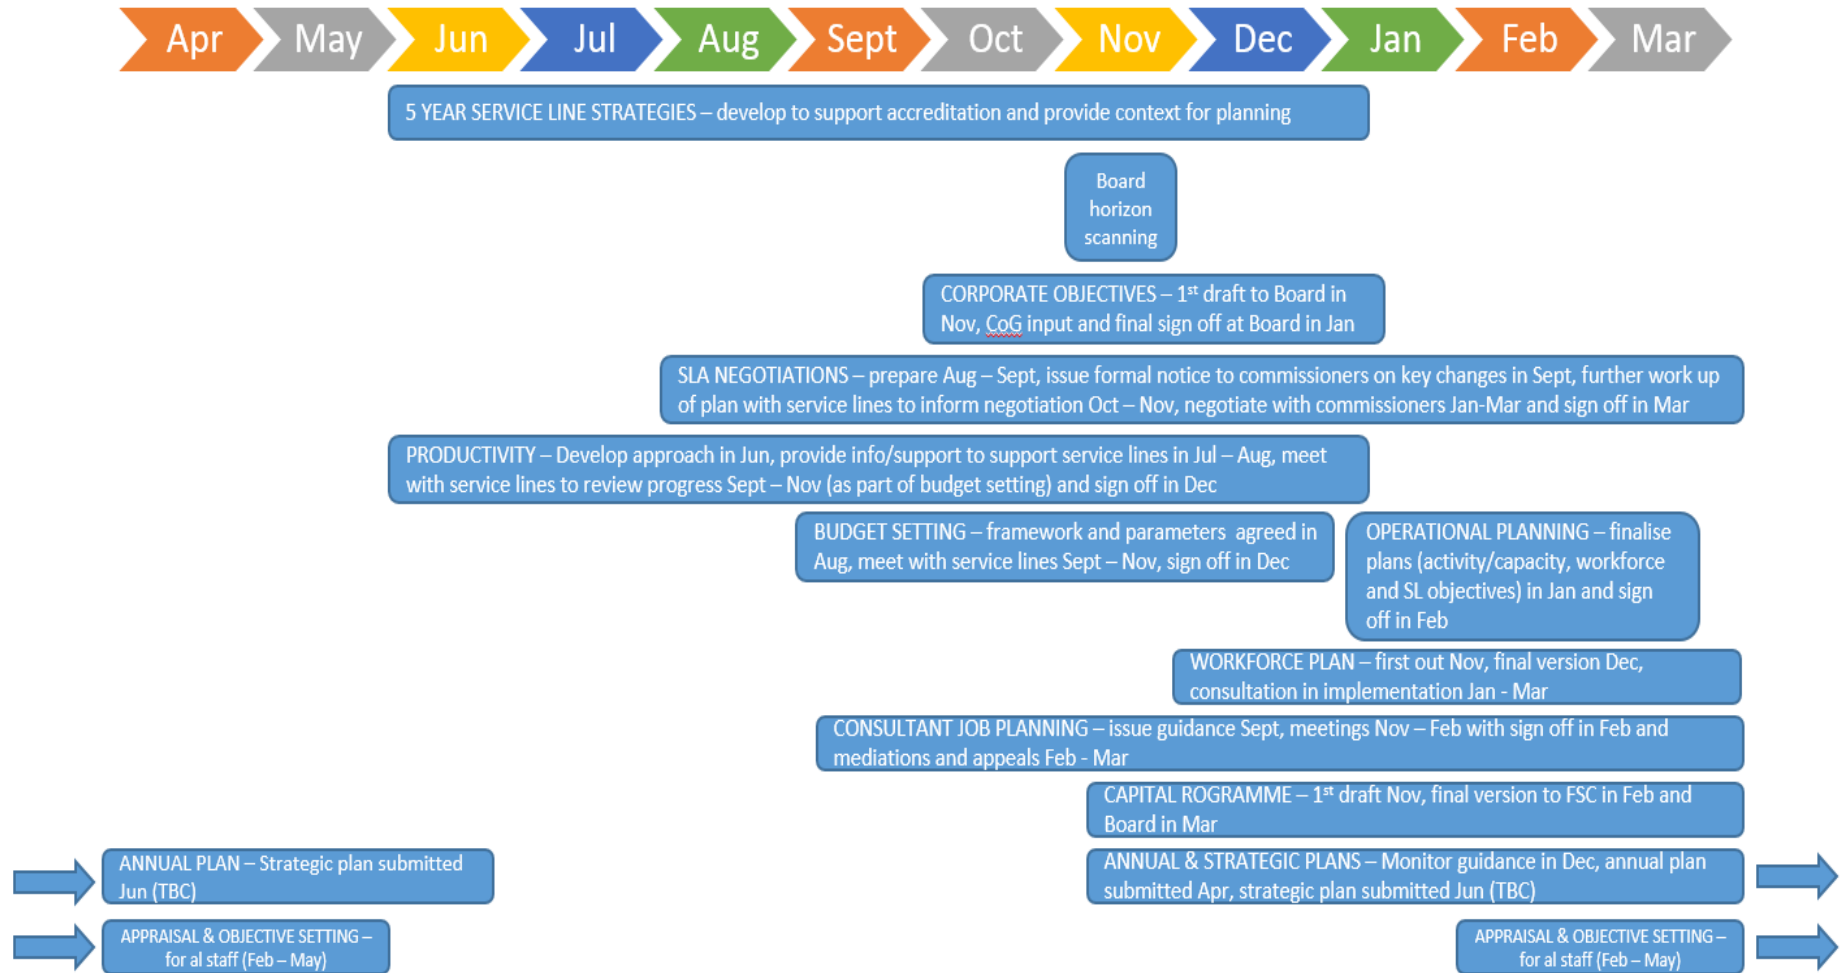 Apr May Jun Jul Aug Sept Oct Nov Dec Jan Feb Mar
5 YEAR SERVICE LINE STRATEGIES – develop to support accreditation and provide context for planning
Board
horizon
scanning
CORPORATE OBJECTIVES – 1st draft to Board in
Nov, CoG input and final sign off at Board in Jan
SLA NEGOTIATIONS – prepare Aug – Sept, issue formal notice to commissioners on key changes in Sept, further work up
of plan with service lines to inform negotiation Oct – Nov, negotiate with commissioners Jan-Mar and sign off in Mar
PRODUCTIVITY – Develop approach in Jun, provide info/support to support service lines in Jul – Aug, meet
with service lines to review progress Sept – Nov (as part of budget setting) and sign off in Dec
BUDGET SETTING – framework and parameters agreed in
Aug, meet with service lines Sept – Nov, sign off in Dec
OPERATIONAL PLANNING – finalise
plans (activity/capacity, workforce
and SL objectives) in Jan and sign
off in Feb
WORKFORCE PLAN – first out Nov, final version Dec,
consultation in implementation Jan - Mar
CONSULTANT JOB PLANNING – issue guidance Sept, meetings Nov – Feb with sign off in Feb and
mediations and appeals Feb - Mar
CAPITAL ROGRAMME – 1st draft Nov, final version to FSC in Feb and
Board in Mar
ANNUAL PLAN – Strategic plan submitted
Jun (TBC)
ANNUAL & STRATEGIC PLANS – Monitor guidance in Dec, annual plan
submitted Apr, strategic plan submitted Jun (TBC)
APPRAISAL & OBJECTIVE SETTING –
for al staff (Feb – May)
APPRAISAL & OBJECTIVE SETTING –
for al staff (Feb – May)